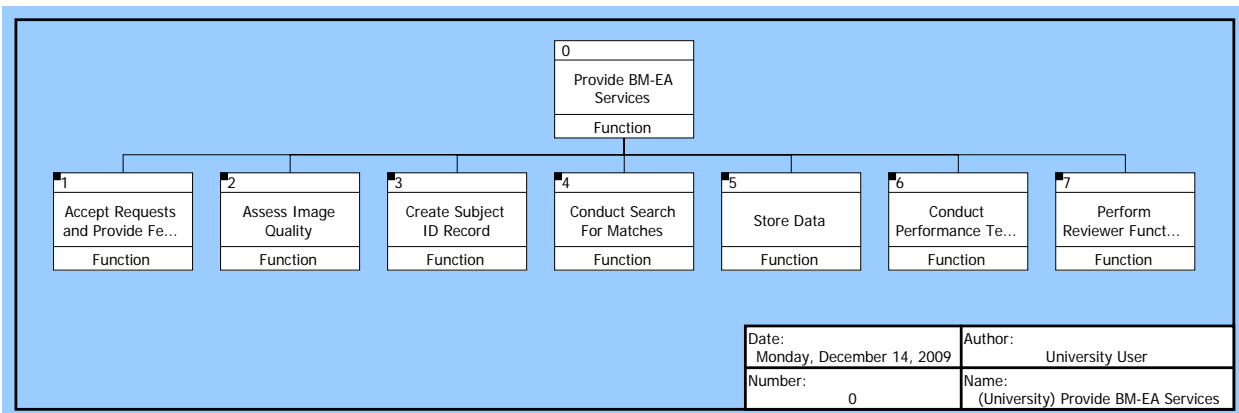 0
Provide BM-EA
Services
Function
1
Accept Requests
and Provide Fe...
Function
2
Assess Image
Quality
Function
3
Create Subject
ID Record
Function
4
Conduct Search
For Matches
Function
5
Store Data
Function
6
Conduct
Performance Te...
Function
7
Perform
Reviewer Funct...
Function
Date:
Monday, December 14, 2009
Author:
University User
Number:
0
Name:
(University) Provide BM-EA Services